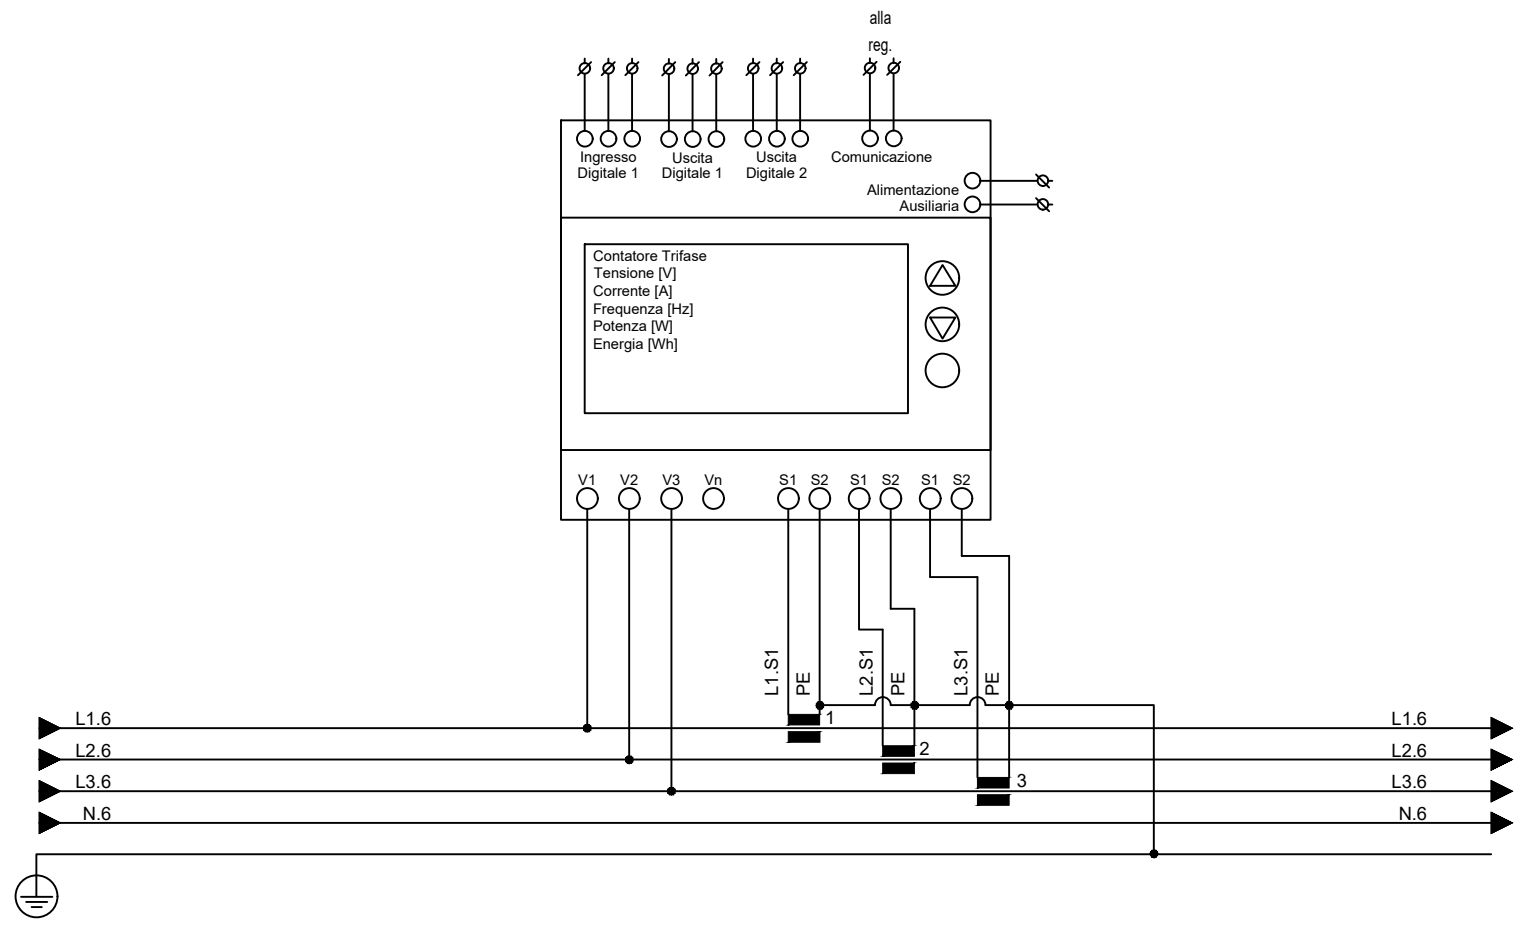 alla
reg.
Ingresso
Digitale 1
Uscita
Digitale 1
Uscita
Digitale 2
Comunicazione
Alimentazione
Ausiliaria
Contatore Trifase
Tensione [V]
Corrente [A]
Frequenza [Hz]
Potenza [W]
Energia [Wh]
V1 V2 V3 Vn S1 S2 S1 S2 S1 S2
L1.S1
PE
L2.S1
PE
L3.S1
PE
L1.6 1 L1.6
L2.6 2 L2.6
L3.6 3 L3.6
N.6 N.6